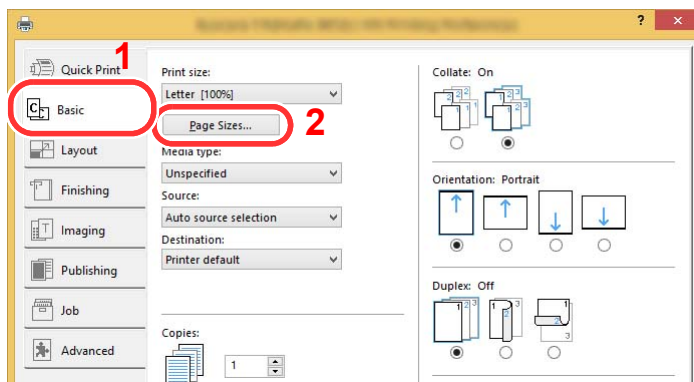 ? ×
1
Quick Print
Basic
Layout
Finishing
Imaging
Publishing
Job
Advanced
Print size:
Letter [100%]
Page Sizes...
2
Media type:
Unspecified
Source:
Auto source selection
Destination:
Printer default
Copies:
1
Collate: On
Orientation: Portrait
Duplex: Off